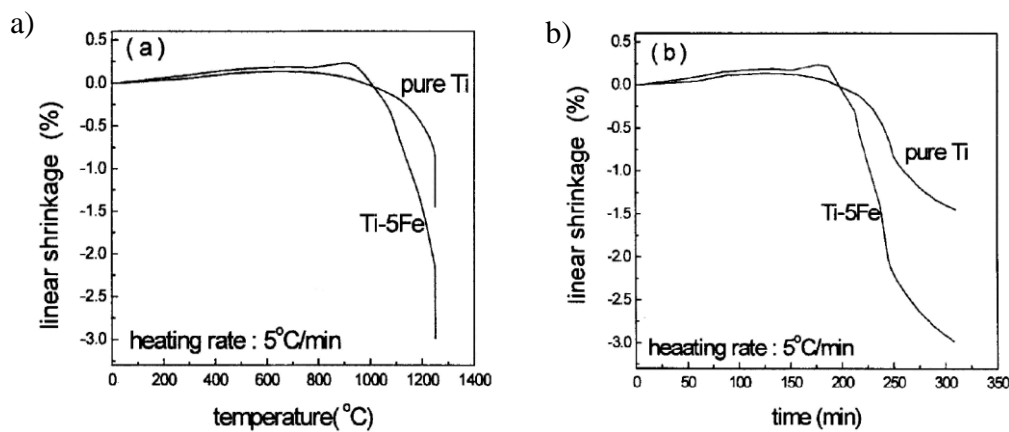 a)
(a)
linear shrinkage (%)
0.5
0.0
-0.5
-1.0
-1.5
-2.0
-2.5
-3.0
pure Ti
Ti-5Fe
heating rate : 5°C/min
0 200 400 600 800 1000 1200 1400
temperature(°C)
b)
(b)
linear shrinkage (%)
0.5
0.0
-0.5
-1.0
-1.5
-2.0
-2.5
-3.0
pure Ti
Ti-5Fe
heaating rate : 5°C/min
0 50 100 150 200 250 300 350
time (min)